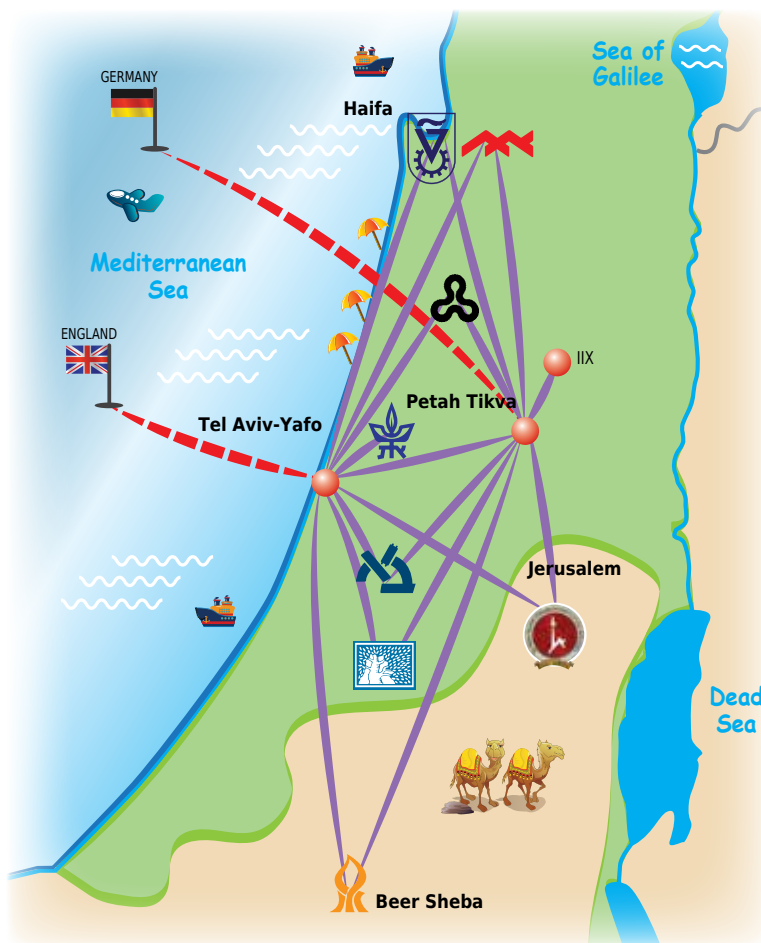 Sea of
Galilee
GERMANY
Haifa
Mediterranean
Sea
ENGLAND
IIX
Petah Tikva
Tel Aviv-Yafo
Jerusalem
Dead
Sea
Beer Sheba